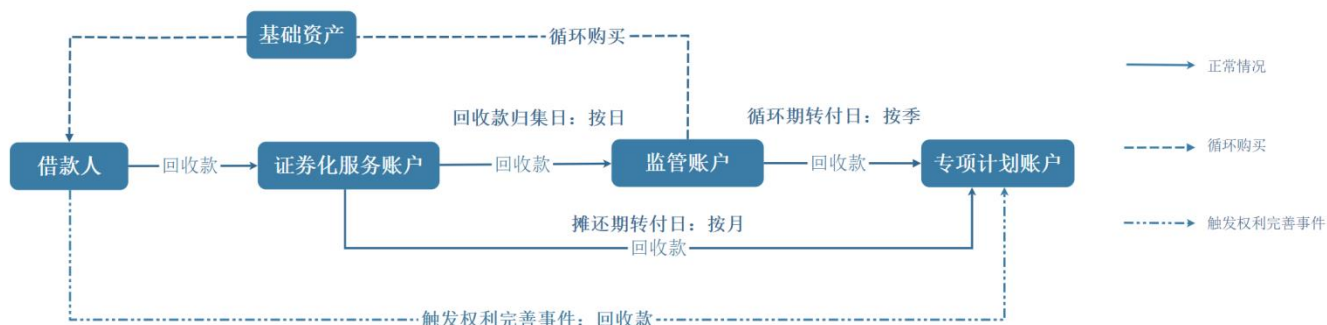 基础资产
循环购买
正常情况
回收款归集日：按日
循环期转付日：按季
循环购买
借款人
回收款
证券化服务账户
回收款
监管账户
回收款
专项计划账户
摊还期转付日：按月
回收款
触发权利完善事件
触发权利完善事件：回收款